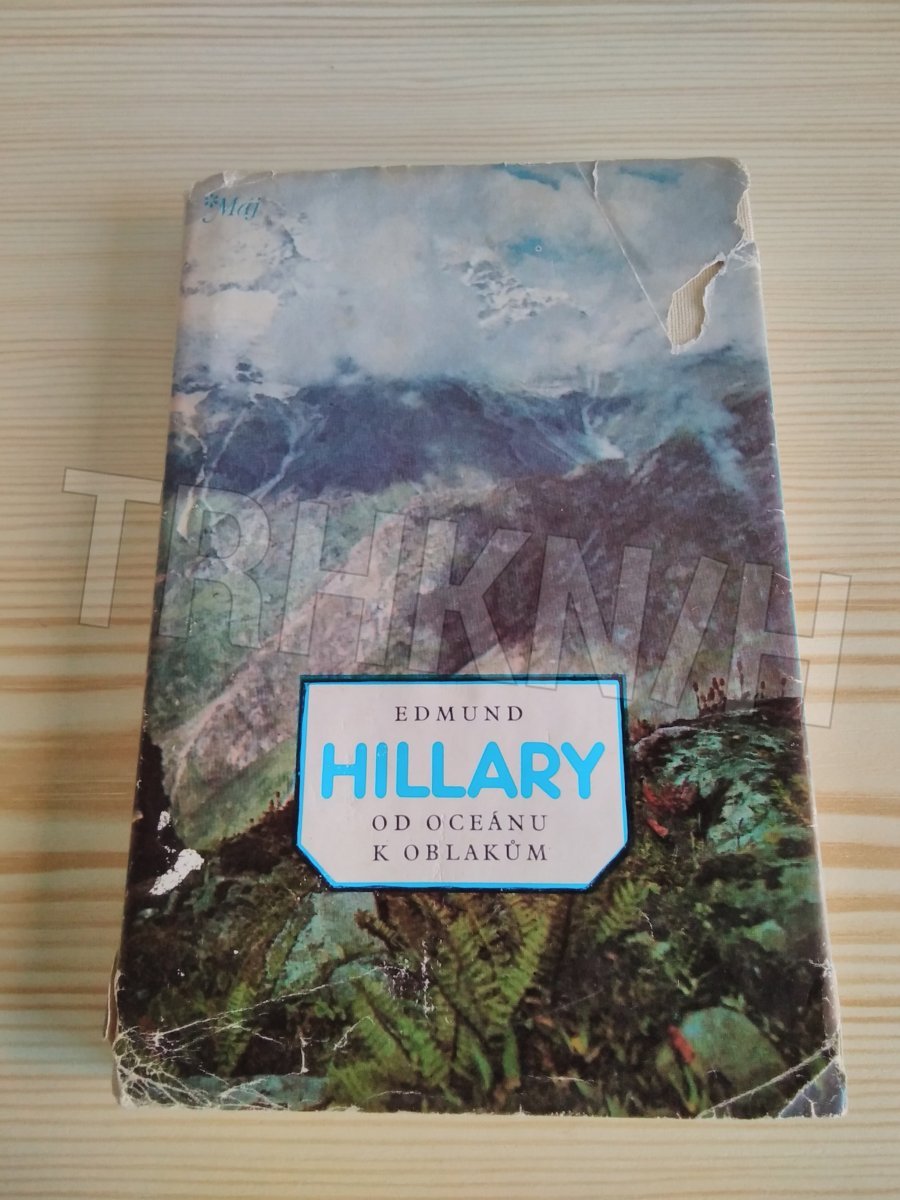 *Máj
EDMUND
HILLARY
OD OCEÁNU
K OBLAKŮM
TRHKNIH